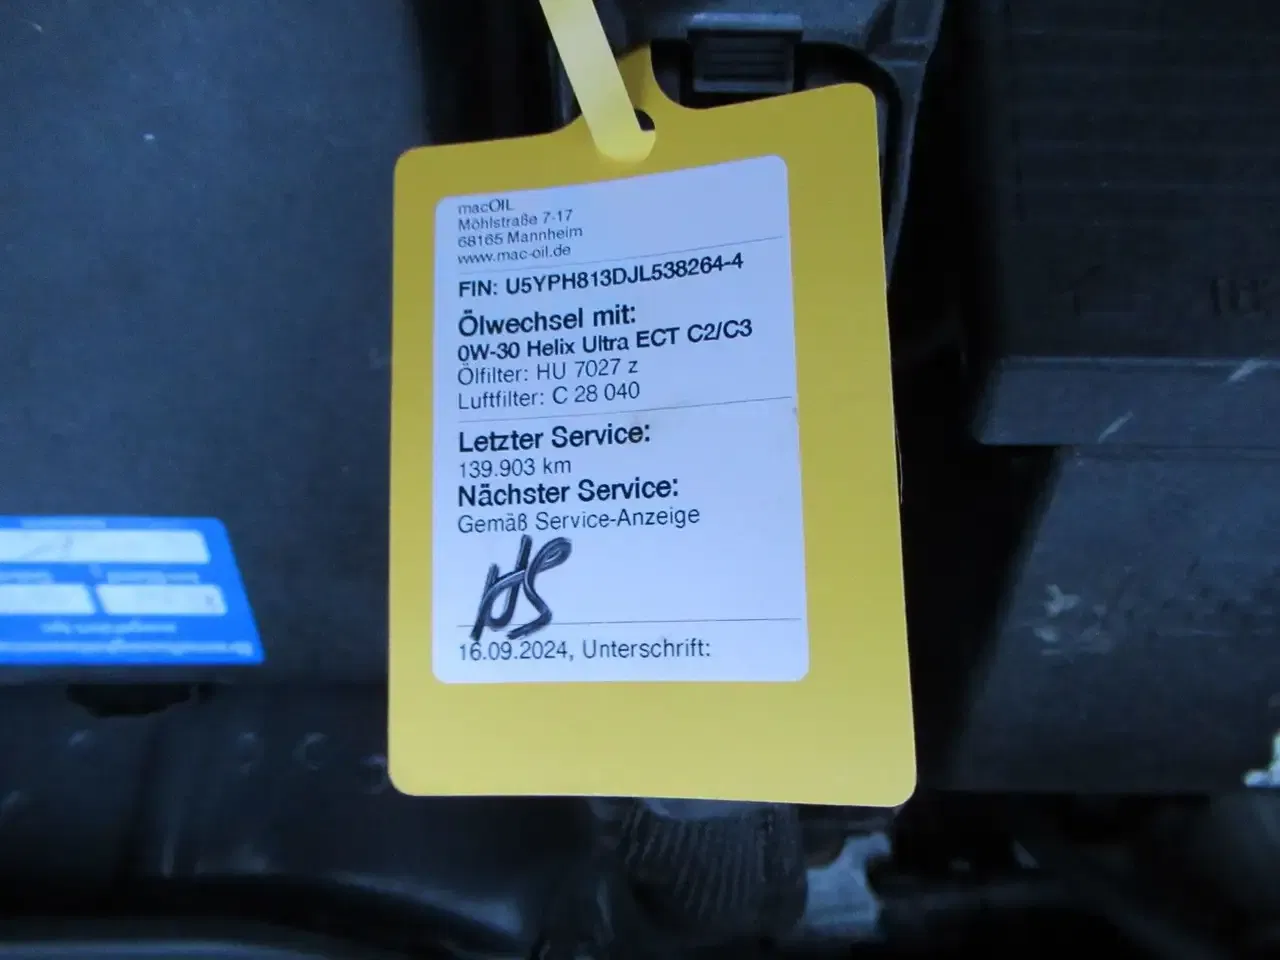 macOIL
Möhlstraße 7-17
68165 Mannheim
www.mac-oil.de
FIN: U5YPH813DJL538264-4
Ölwechsel mit:
0W-30 Helix Ultra ECT C2/C3
Ölfilter: HU 7027 z
Luftfilter: C 28 040
Letzter Service:
139.903 km
Nächster Service:
Gemäß Service-Anzeige
16.09.2024, Unterschrift: